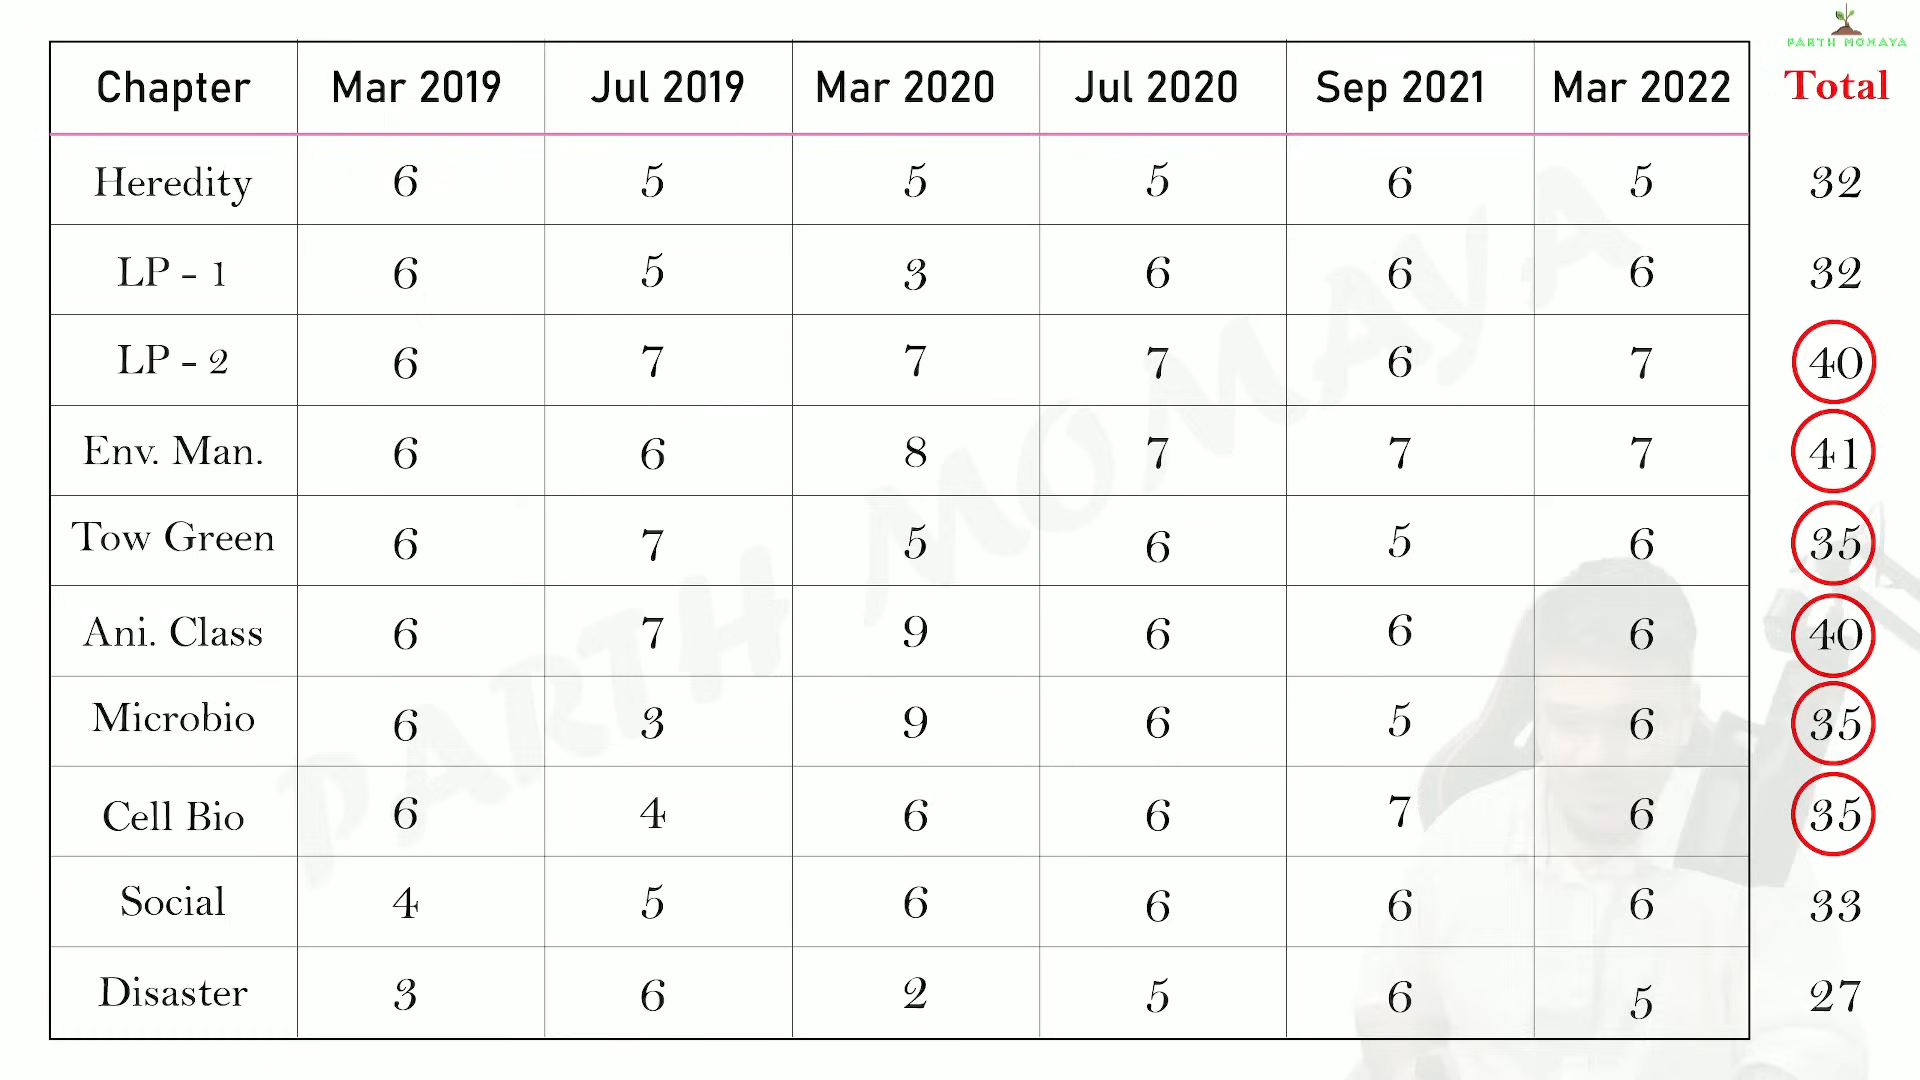 PARTH MOMAYA
Chapter Mar 2019 Jul 2019 Mar 2020 Jul 2020 Sep 2021 Mar 2022 Total
Heredity 6 5 5 5 6 5 32
LP - 1 6 5 3 6 6 6 32
LP - 2 6 7 7 7 6 7 40
Env. Man. 6 6 8 7 7 7 41
Tow Green 6 7 5 6 5 6 35
Ani. Class 6 7 9 6 6 6 40
Microbio 6 3 9 6 5 6 35
Cell Bio 6 4 6 6 7 6 35
Social 4 5 6 6 6 6 33
Disaster 3 6 2 5 6 5 27
PARTH MOMAYA